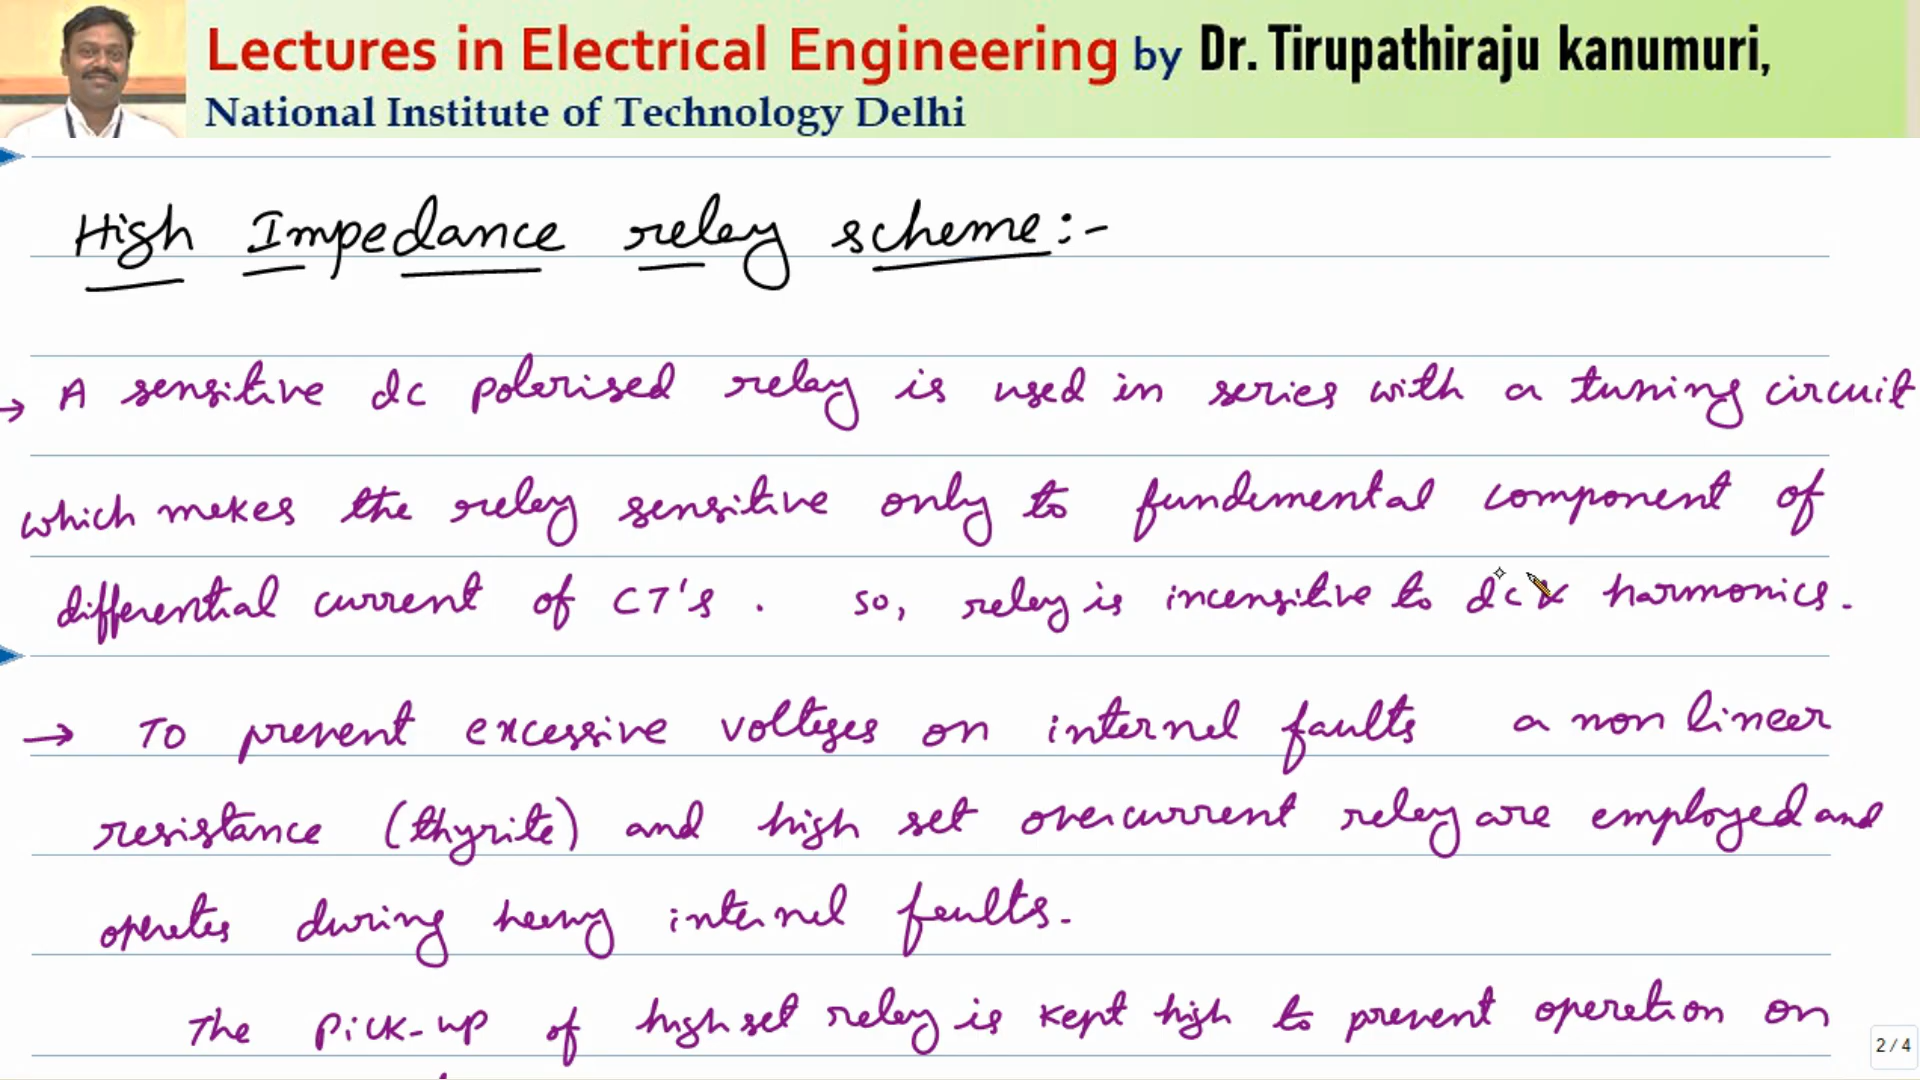 Lectures in Electrical Engineering by Dr. Tirupathiraju kanumuri,
National Institute of Technology Delhi
High Impedance relay scheme:-
→ A sensitive dc polarised relay is used in series with a tuning circuit
which makes the relay sensitive only to fundamental component of
differential current of CT's . so, relay is incensitive to dc & harmonics.
→ To prevent excessive voltages on internal faults a non linear
resistance (thyrite) and high set overcurrent relay are employed and
operates during heavy internal faults.
The pick-up of high set relay is kept high to prevent operation on
2 / 4